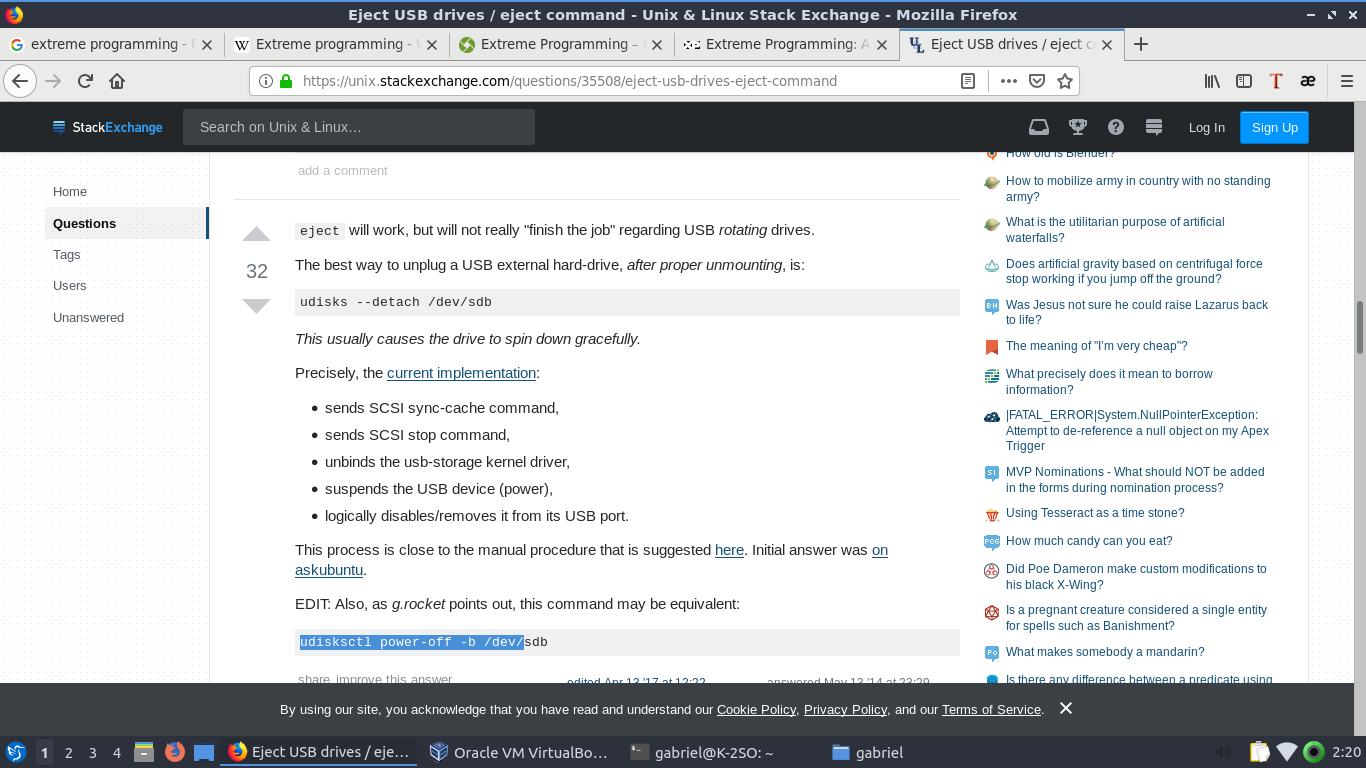 Eject USB drives / eject command - Unix & Linux Stack Exchange - Mozilla Firefox
extreme programming -
Extreme programming -
Extreme Programming –
Extreme Programming: A
Eject USB drives / eject c
https://unix.stackexchange.com/questions/35508/eject-usb-drives-eject-command
StackExchange
Search on Unix & Linux…
Log In
Sign Up
Home
Questions
Tags
Users
Unanswered
add a comment
32
eject will work, but will not really "finish the job" regarding USB rotating drives.
The best way to unplug a USB external hard-drive, after proper unmounting, is:
udisks --detach /dev/sdb
This usually causes the drive to spin down gracefully.
Precisely, the current implementation:
• sends SCSI sync-cache command,
• sends SCSI stop command,
• unbinds the usb-storage kernel driver,
• suspends the USB device (power),
• logically disables/removes it from its USB port.
This process is close to the manual procedure that is suggested here. Initial answer was on
askubuntu.
EDIT: Also, as g.rocket points out, this command may be equivalent:
udisksctl power-off -b /dev/sdb
share improve this answer
edited Apr 13 '17 at 12:22
answered May 13 '14 at 23:29
How old is Blender?
How to mobilize army in country with no standing
army?
What is the utilitarian purpose of artificial
waterfalls?
Does artificial gravity based on centrifugal force
stop working if you jump off the ground?
Was Jesus not sure he could raise Lazarus back
to life?
The meaning of "I'm very cheap"?
What precisely does it mean to borrow
information?
|FATAL_ERROR|System.NullPointerException:
Attempt to de-reference a null object on my Apex
Trigger
MVP Nominations - What should NOT be added
in the forms during nomination process?
Using Tesseract as a time stone?
How much candy can you eat?
Did Poe Dameron make custom modifications to
his black X-Wing?
Is a pregnant creature considered a single entity
for spells such as Banishment?
What makes somebody a mandarin?
Is there any difference between a predicate using
By using our site, you acknowledge that you have read and understand our Cookie Policy, Privacy Policy, and our Terms of Service.
1 2 3 4
Eject USB drives / eje…
Oracle VM VirtualBo…
gabriel@K-2SO: ~
gabriel
2:20